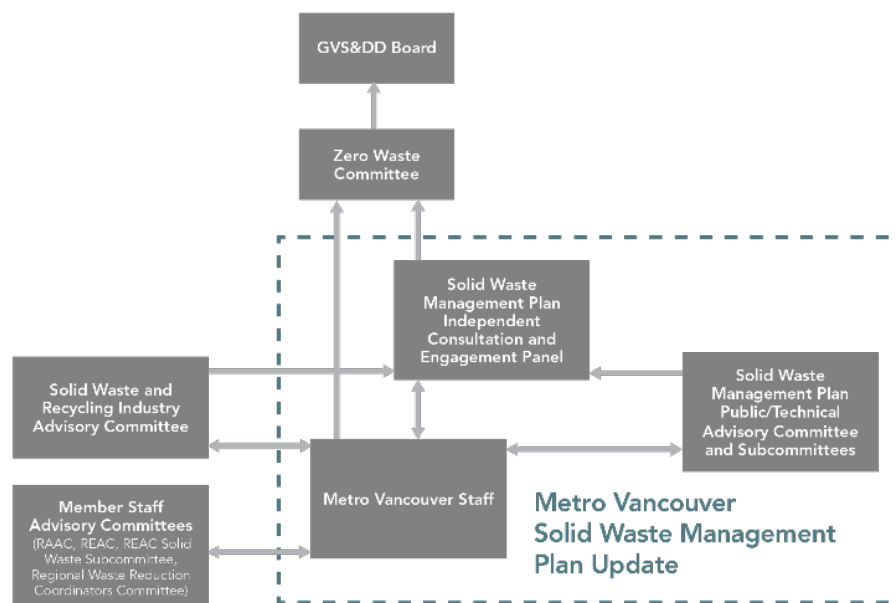 GVS&DD Board
Zero Waste
Committee
Solid Waste
Management Plan
Independent
Consultation and
Engagement Panel
Solid Waste and
Recycling Industry
Advisory Committee
Solid Waste
Management Plan
Public/Technical
Advisory Committee
and Subcommittees
Metro Vancouver Staff
Member Staff
Advisory Committees
(RAAC, REAC, REAC Solid
Waste Subcommittee,
Regional Waste Reduction
Coordinators Committee)
Metro Vancouver
Solid Waste Management
Plan Update